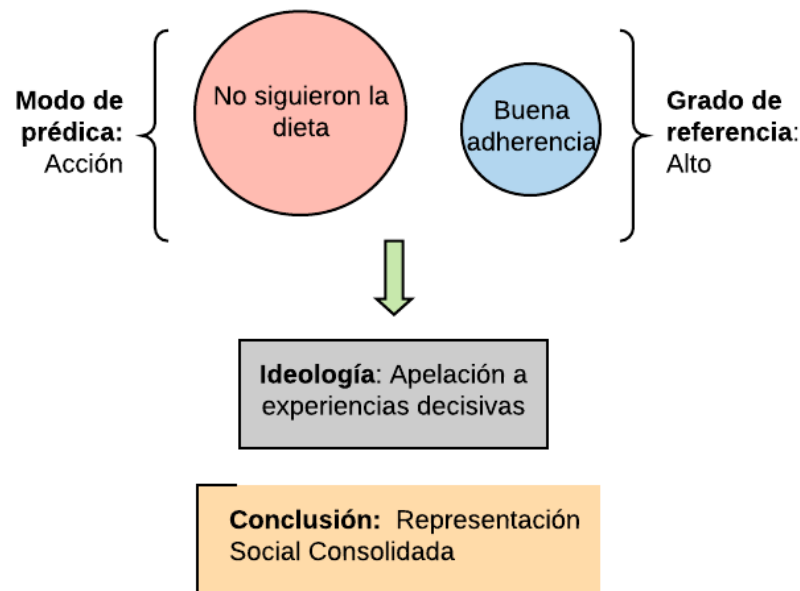 Modo de
prédica:
Acción
No siguieron la
dieta
Buena
adherencia
Grado de
referencia:
Alto
Ideología: Apelación a
experiencias decisivas
Conclusión: Representación
Social Consolidada